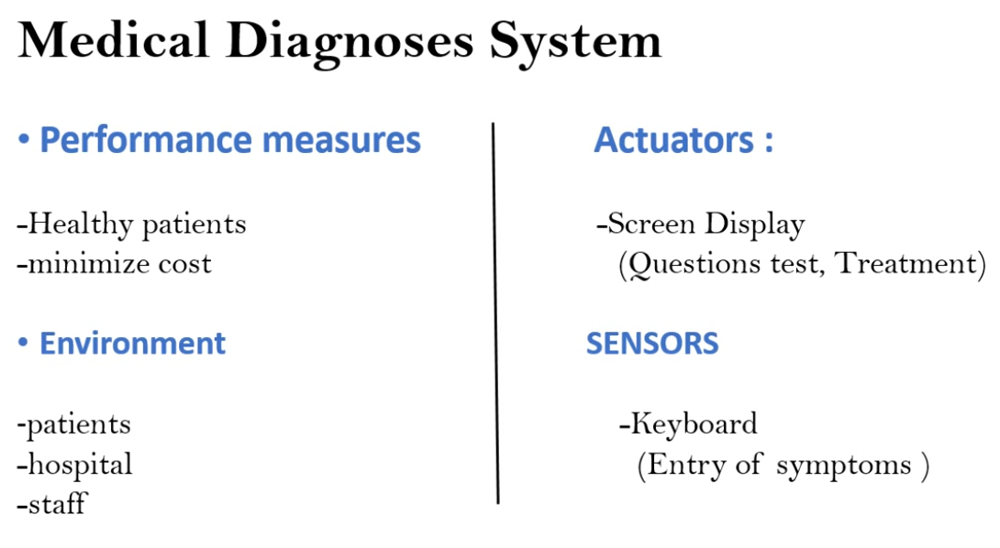 Medical Diagnoses System
• Performance measures
-Healthy patients
-minimize cost
• Environment
-patients
-hospital
-staff
Actuators :
-Screen Display
(Questions test, Treatment)
SENSORS
-Keyboard
(Entry of symptoms )